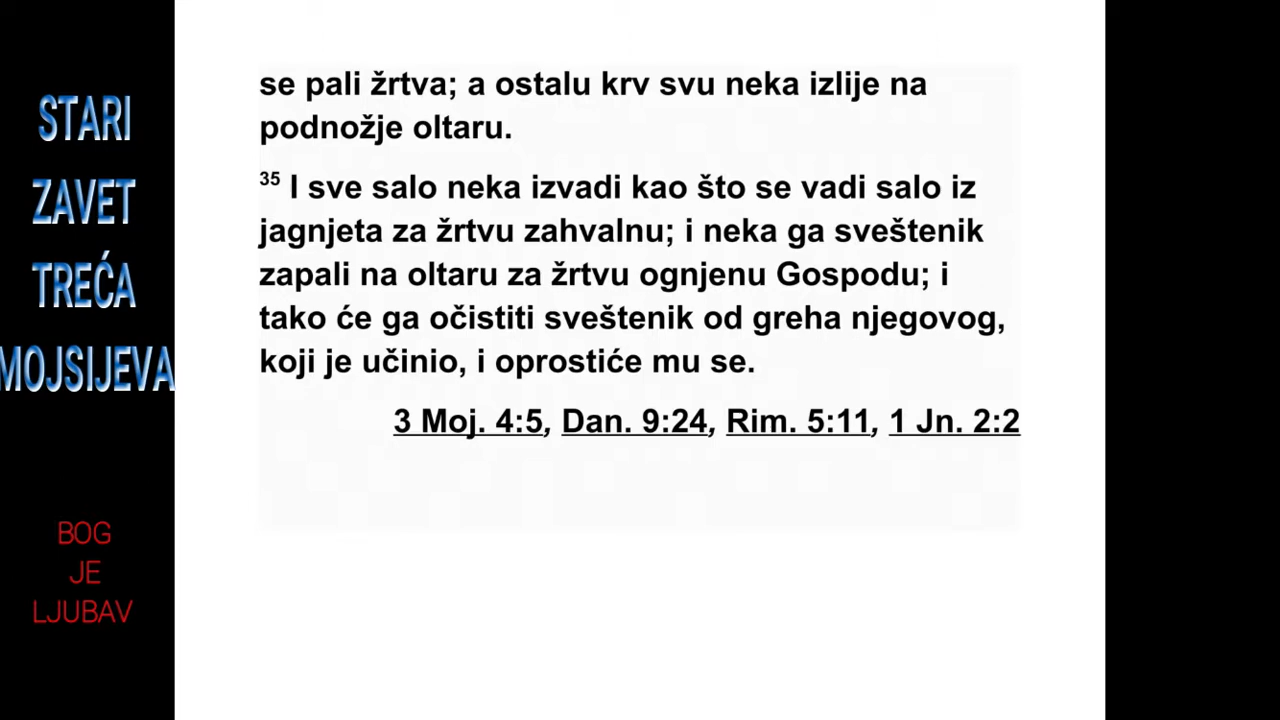 STARI
ZAVET
TREĆA
MOJSIJEVA
BOG
JE
LJUBAV
se pali žrtva; a ostalu krv svu neka izlije na
podnožje oltaru.
35 I sve salo neka izvadi kao što se vadi salo iz
jagnjeta za žrtvu zahvalnu; i neka ga sveštenik
zapali na oltaru za žrtvu ognjenu Gospodu; i
tako će ga očistiti sveštenik od greha njegovog,
koji je učinio, i oprostiće mu se.
3 Moj. 4:5, Dan. 9:24, Rim. 5:11, 1 Jn. 2:2